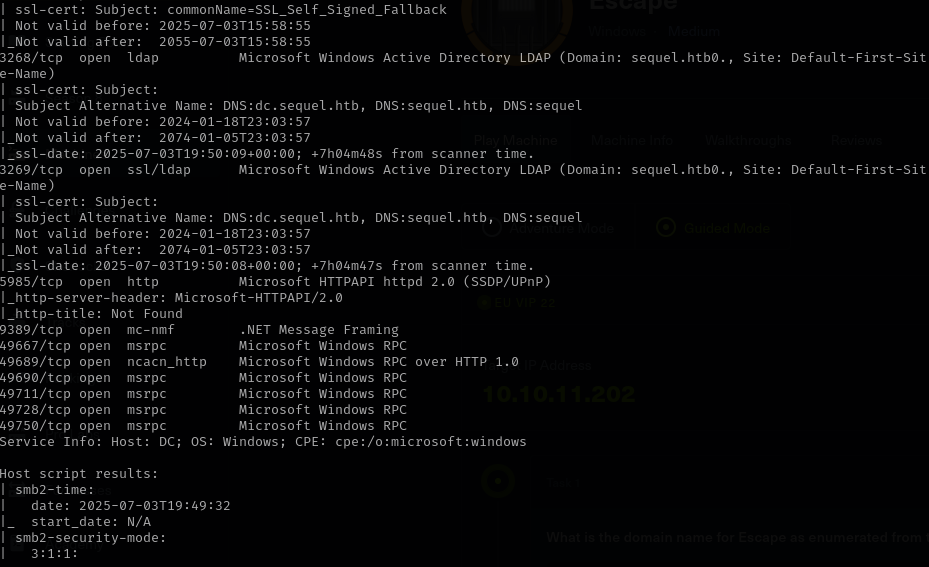 Escape
| ssl-cert: Subject: commonName=SSL_Self_Signed_Fallback
| Not valid before: 2025-07-03T15:58:55
Windows Medium
|_Not valid after:  2055-07-03T15:58:55
3268/tcp  open  ldap          Microsoft Windows Active Directory LDAP (Domain: sequel.htb0., Site: Default-First-Sit
e-Name)
| ssl-cert: Subject:
| Subject Alternative Name: DNS:dc.sequel.htb, DNS:sequel.htb, DNS:sequel
| Not valid before: 2024-01-18T23:03:57
|_Not valid after:  2074-01-05T23:03:57
Play Machine Machine Info Walkthroughs Reviews
|_ssl-date: 2025-07-03T19:50:09+00:00; +7h04m48s from scanner time.
3269/tcp  open  ssl/ldap      Microsoft Windows Active Directory LDAP (Domain: sequel.htb0., Site: Default-First-Sit
e-Name)
| ssl-cert: Subject:
| Subject Alternative Name: DNS:dc.sequel.htb, DNS:sequel.htb, DNS:sequel
Adventure Mode Guided Mode
| Not valid before: 2024-01-18T23:03:57
|_Not valid after:  2074-01-05T23:03:57
|_ssl-date: 2025-07-03T19:50:08+00:00; +7h04m47s from scanner time.
5985/tcp  open  http          Microsoft HTTPAPI httpd 2.0 (SSDP/UPnP)
|_http-server-header: Microsoft-HTTPAPI/2.0
EU VIP 22
|_http-title: Not Found
9389/tcp  open  mc-nmf        .NET Message Framing
49667/tcp open  msrpc         Microsoft Windows RPC
49689/tcp open  ncacn_http    Microsoft Windows RPC over HTTP 1.0
IP Address
49690/tcp open  msrpc         Microsoft Windows RPC
10.10.11.202
49711/tcp open  msrpc         Microsoft Windows RPC
49728/tcp open  msrpc         Microsoft Windows RPC
49750/tcp open  msrpc         Microsoft Windows RPC
Service Info: Host: DC; OS: Windows; CPE: cpe:/o:microsoft:windows
Host script results:
| smb2-time:
|   date: 2025-07-03T19:49:32
|_  start_date: N/A
| smb2-security-mode:
What is the domain name for Escape as enumerated from
|   3:1:1: